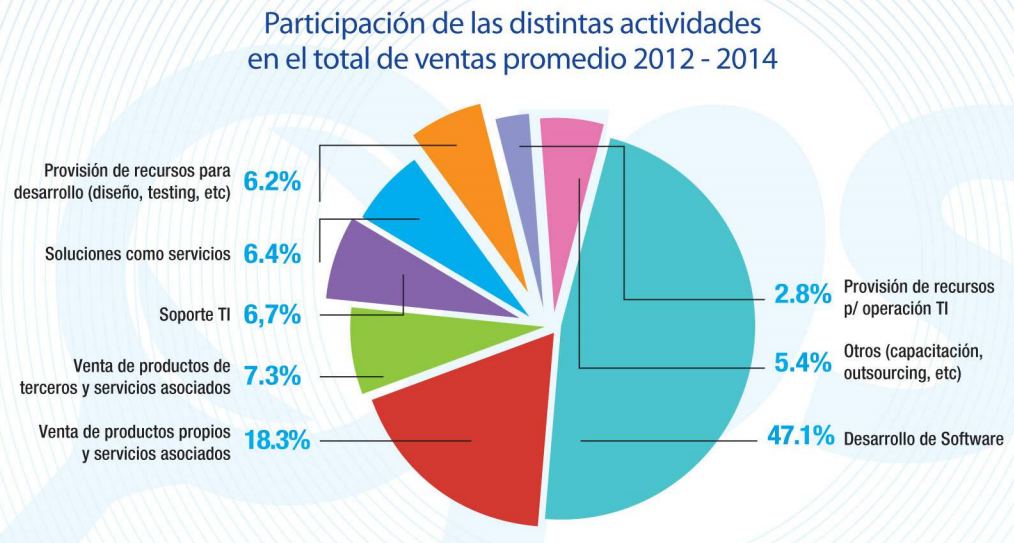 Participación de las distintas actividades
en el total de ventas promedio 2012 - 2014
Provisión de recursos para
desarrollo (diseño, testing, etc)
6.2%
Soluciones como servicios
6.4%
Soporte TI
6,7%
Venta de productos de
terceros y servicios asociados
7.3%
Venta de productos propios
y servicios asociados
18.3%
2.8%
Provisión de recursos
p/ operación TI
5.4%
Otros (capacitación,
outsourcing, etc)
47.1%
Desarrollo de Software